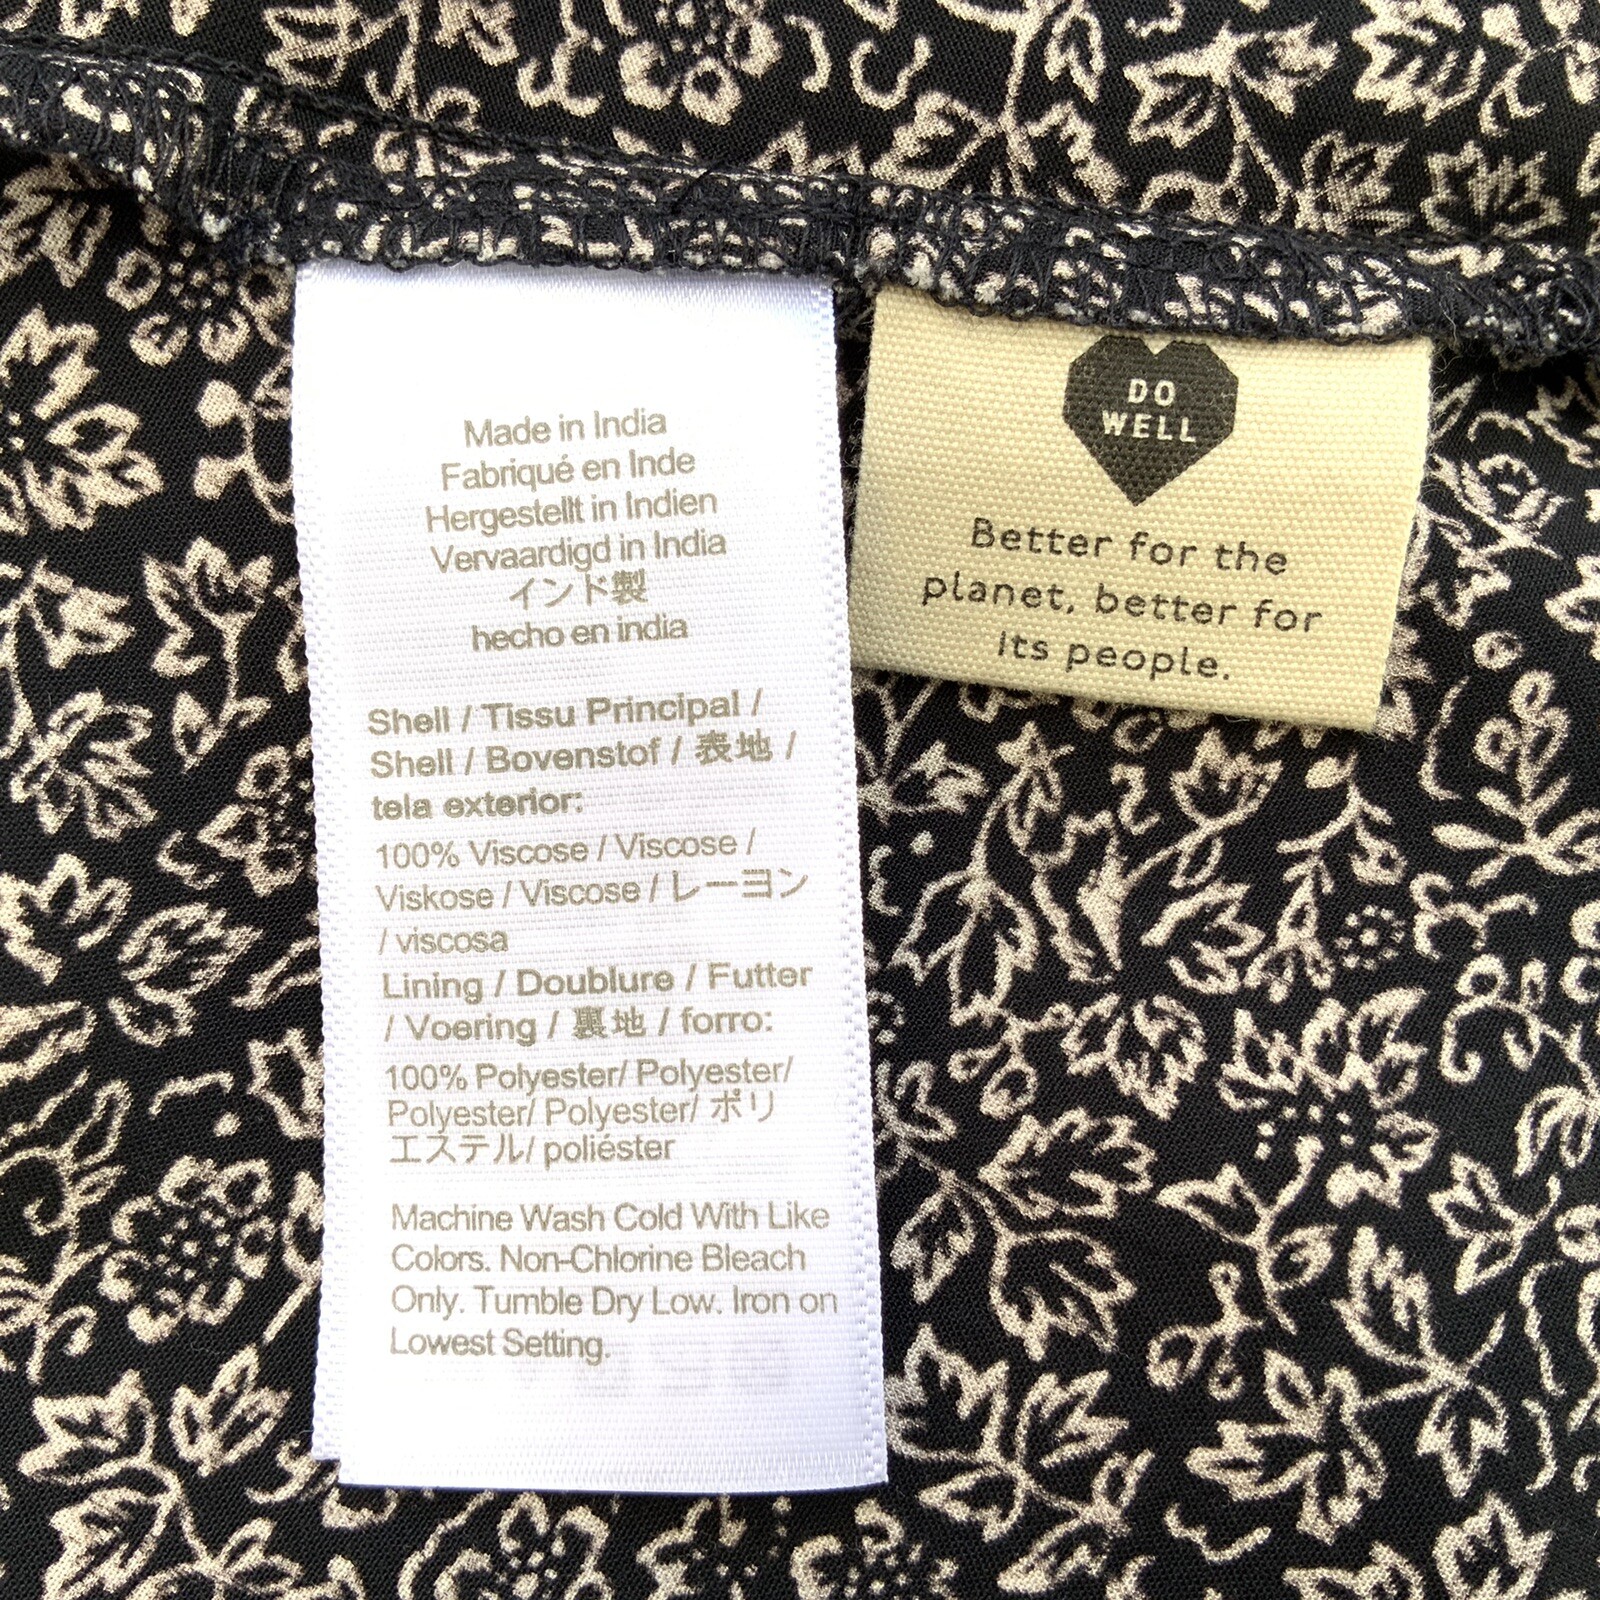 Made in India
Fabriqué en Inde
Hergestellt in Indien
Vervaardigd in India
インド製
hecho en india
Shell / Tissu Principal /
Shell / Bovenstof / 表地 /
tela exterior:
100% Viscose / Viscose /
Viskose / Viscose / レーヨン
/ viscosa
Lining / Doublure / Futter
/ Voering / 裏地 / forro:
100% Polyester/ Polyester/
Polyester/ Polyester/ ポリ
エステル/ poliéster
Machine Wash Cold With Like
Colors. Non-Chlorine Bleach
Only. Tumble Dry Low. Iron on
Lowest Setting.
DO
WELL
Better for the
planet, better for
its people.